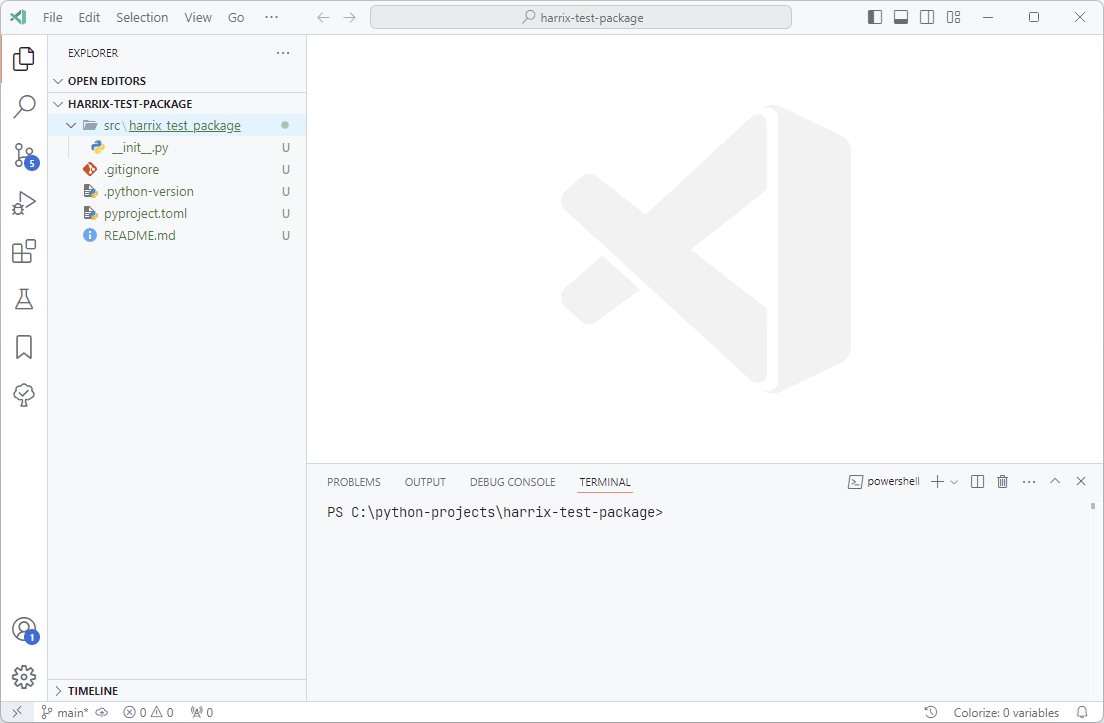 File Edit Selection View Go ··· harrix-test-package
EXPLORER ···
OPEN EDITORS
HARRIX-TEST-PACKAGE
src\harrix_test_package
__init__.py U
.gitignore U
.python-version U
pyproject.toml U
README.md U
5
PROBLEMS OUTPUT DEBUG CONSOLE TERMINAL powershell ···
PS C:\python-projects\harrix-test-package>
1
TIMELINE
main* 0 0 0 Colorize: 0 variables